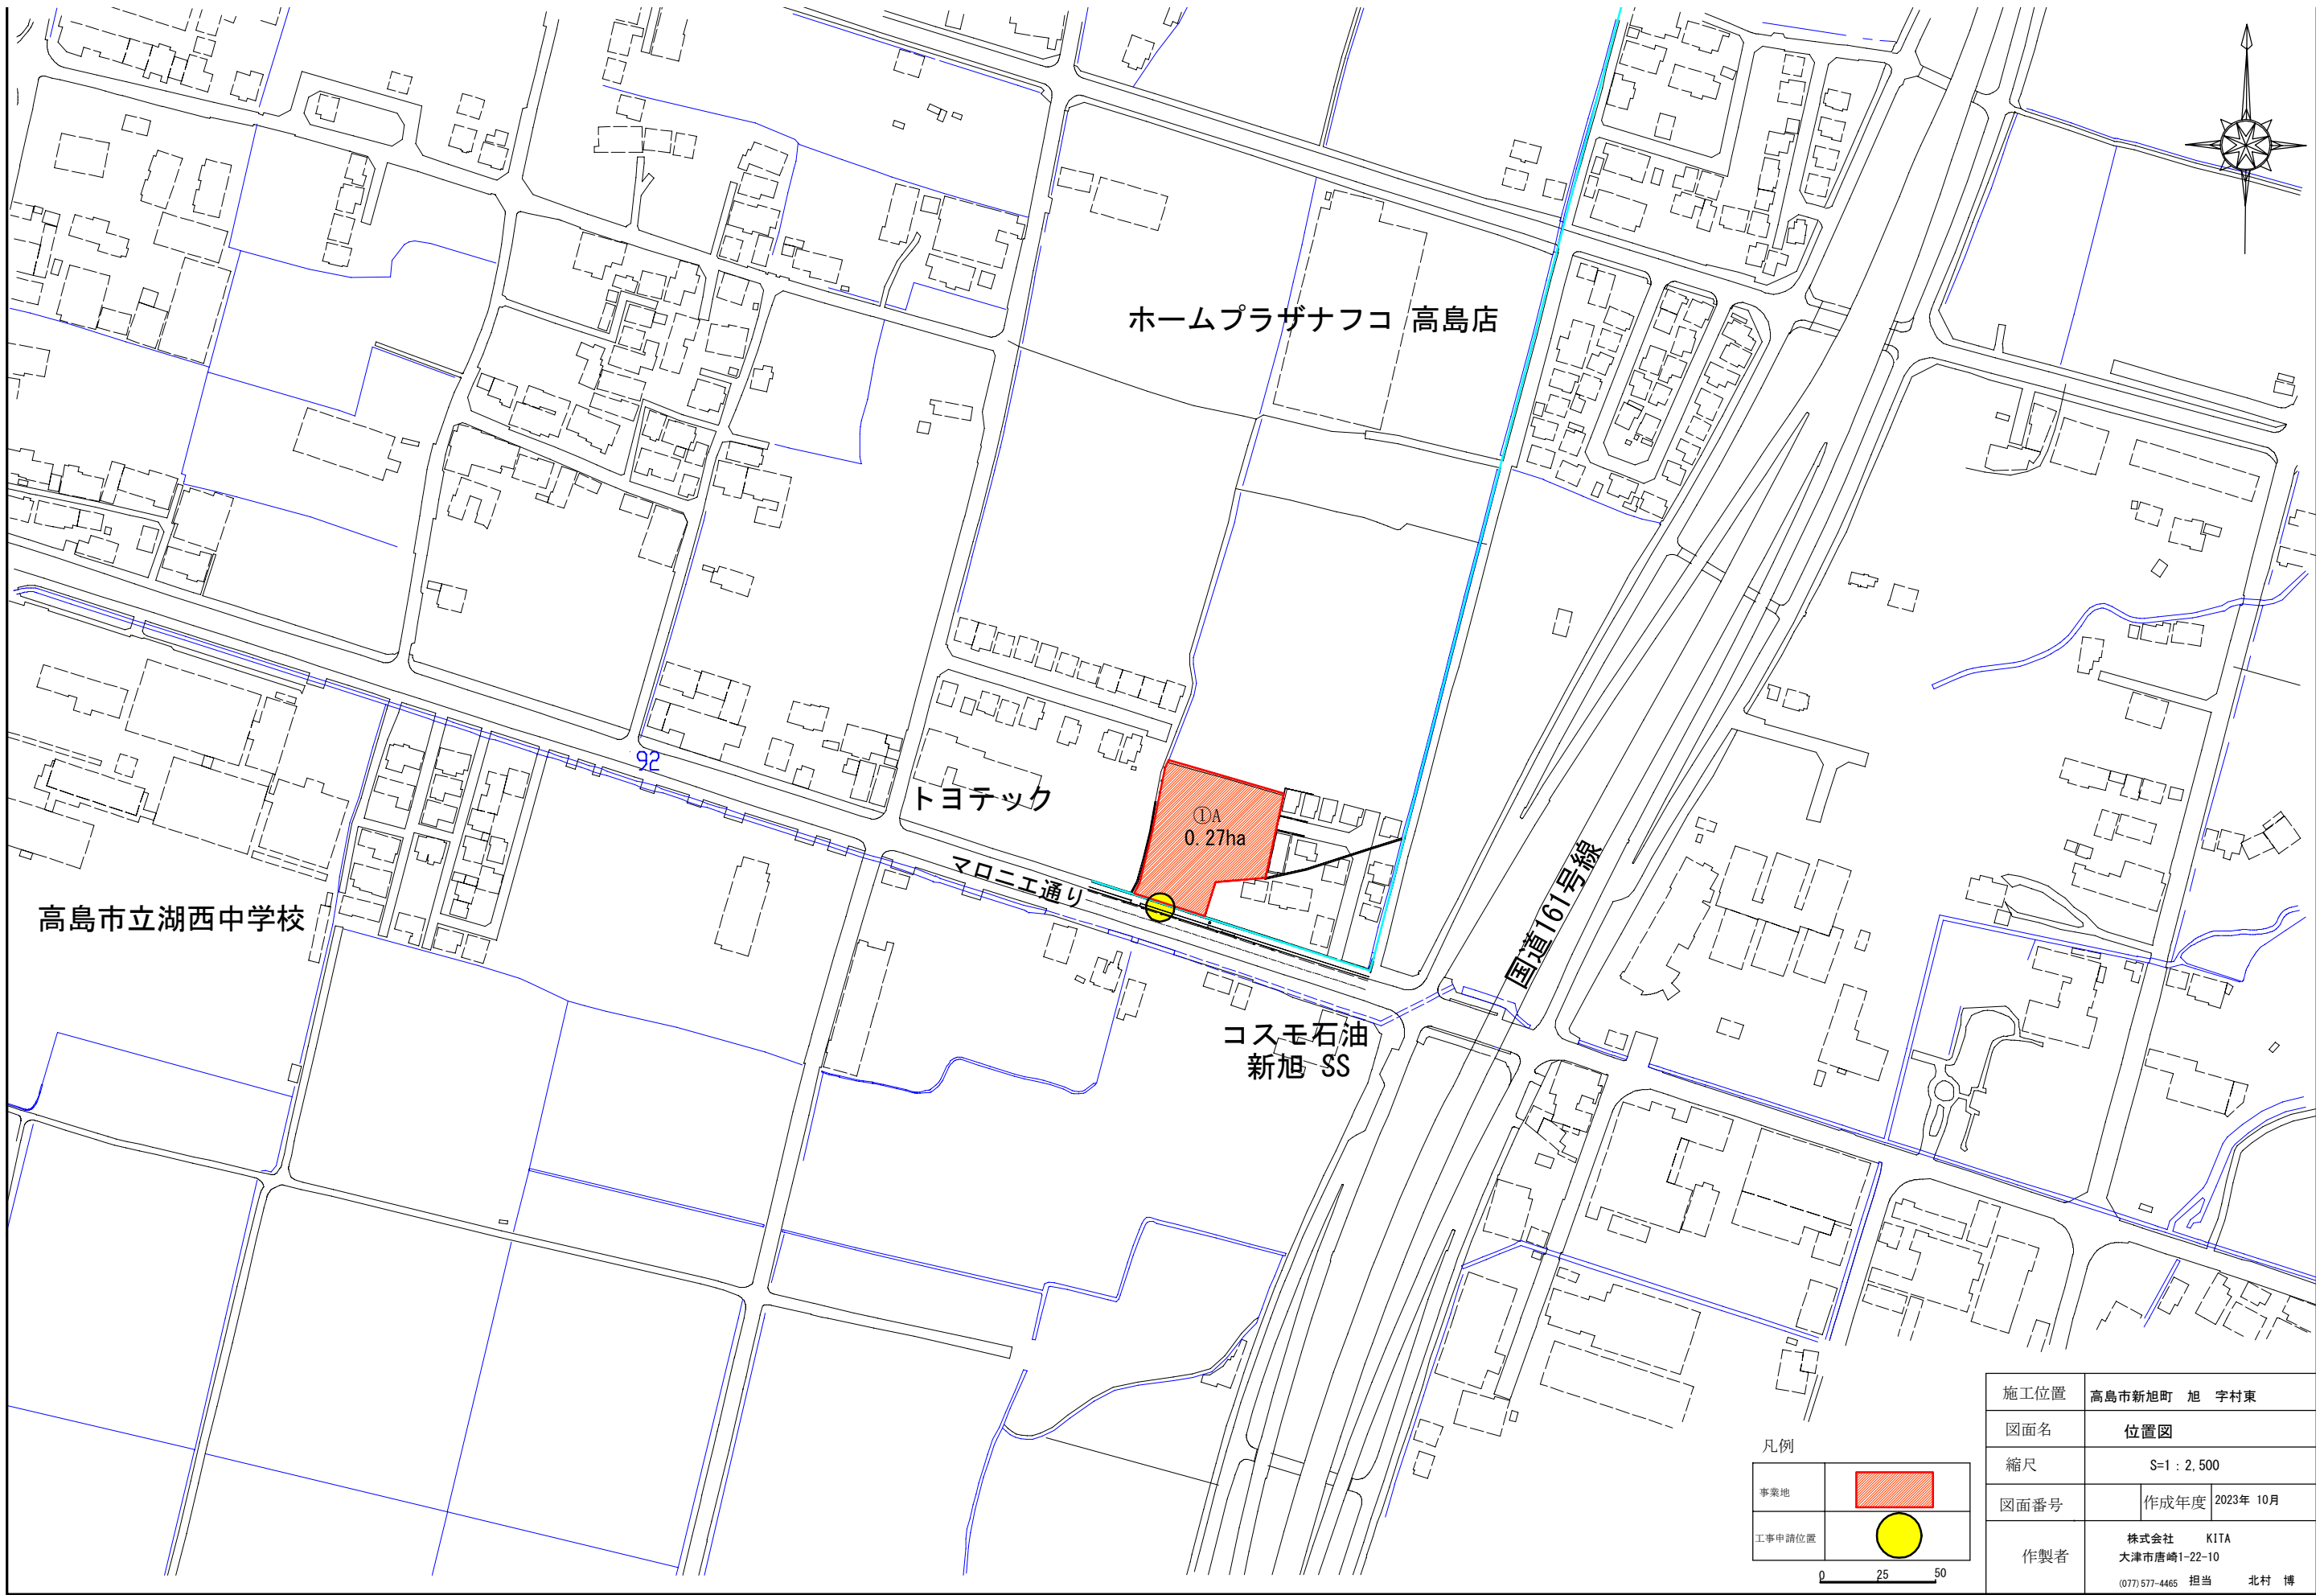 ホームプラザナフコ 高島店
92
トヨテック
①A
0.27ha
マロニエ通り
国道161号線
高島市立湖西中学校
コスモ石油
新旭 SS
凡例
事業地
工事申請位置
0 25 50
施工位置 高島市新旭町 旭 字村東
図面名 位置図
縮尺 S=1：2,500
図面番号 作成年度 2023年 10月
作製者 株式会社 KITA
大津市唐崎1-22-10
(077)577-4465 担当 北村 博